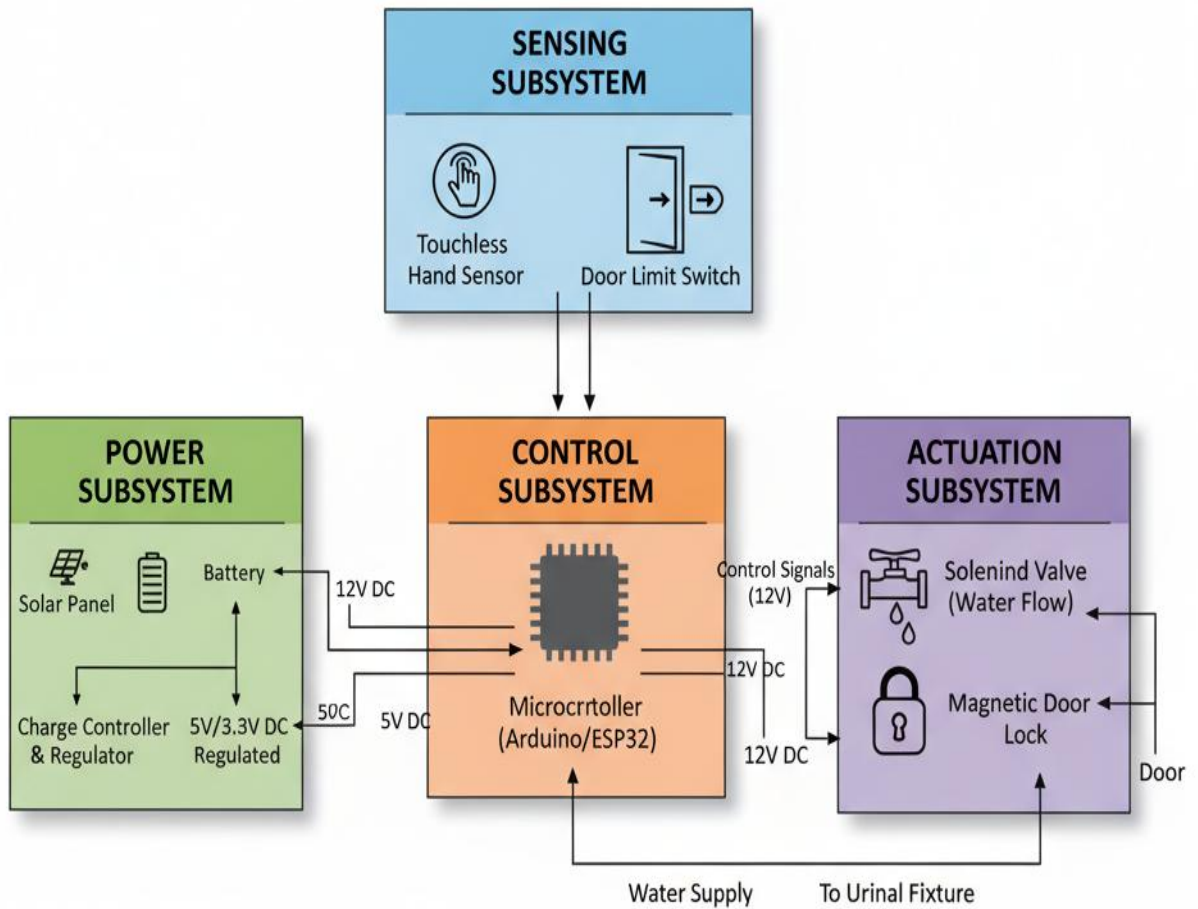 SENSING
SUBSYSTEM
Touchless
Hand Sensor
Door Limit Switch
POWER
SUBSYSTEM
Solar Panel
Battery
Charge Controller
& Regulator
5V/3.3V DC
Regulated
12V DC
50C
5V DC
CONTROL
SUBSYSTEM
Microcrtoller
(Arduino/ESP32)
Control Signals
(12V)
12V DC
12V DC
ACTUATION
SUBSYSTEM
Solenind Valve
(Water Flow)
Magnetic Door
Lock
Door
Water Supply
To Urinal Fixture